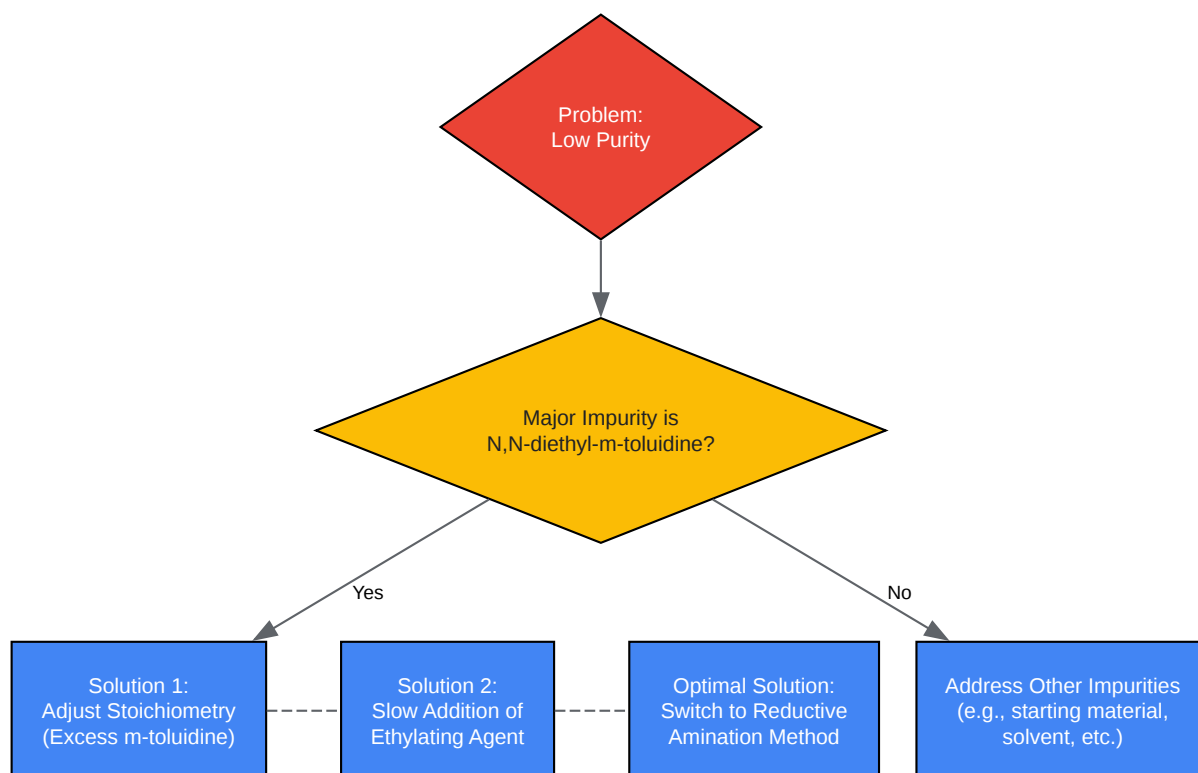 Problem:
Low Purity
Major Impurity is
N,N-diethyl-m-toluidine?
Yes
No
Solution 1:
Adjust Stoichiometry
(Excess m-toluidine)
Solution 2:
Slow Addition of
Ethylating Agent
Optimal Solution:
Switch to Reductive
Amination Method
Address Other Impurities
(e.g., starting material,
solvent, etc.)